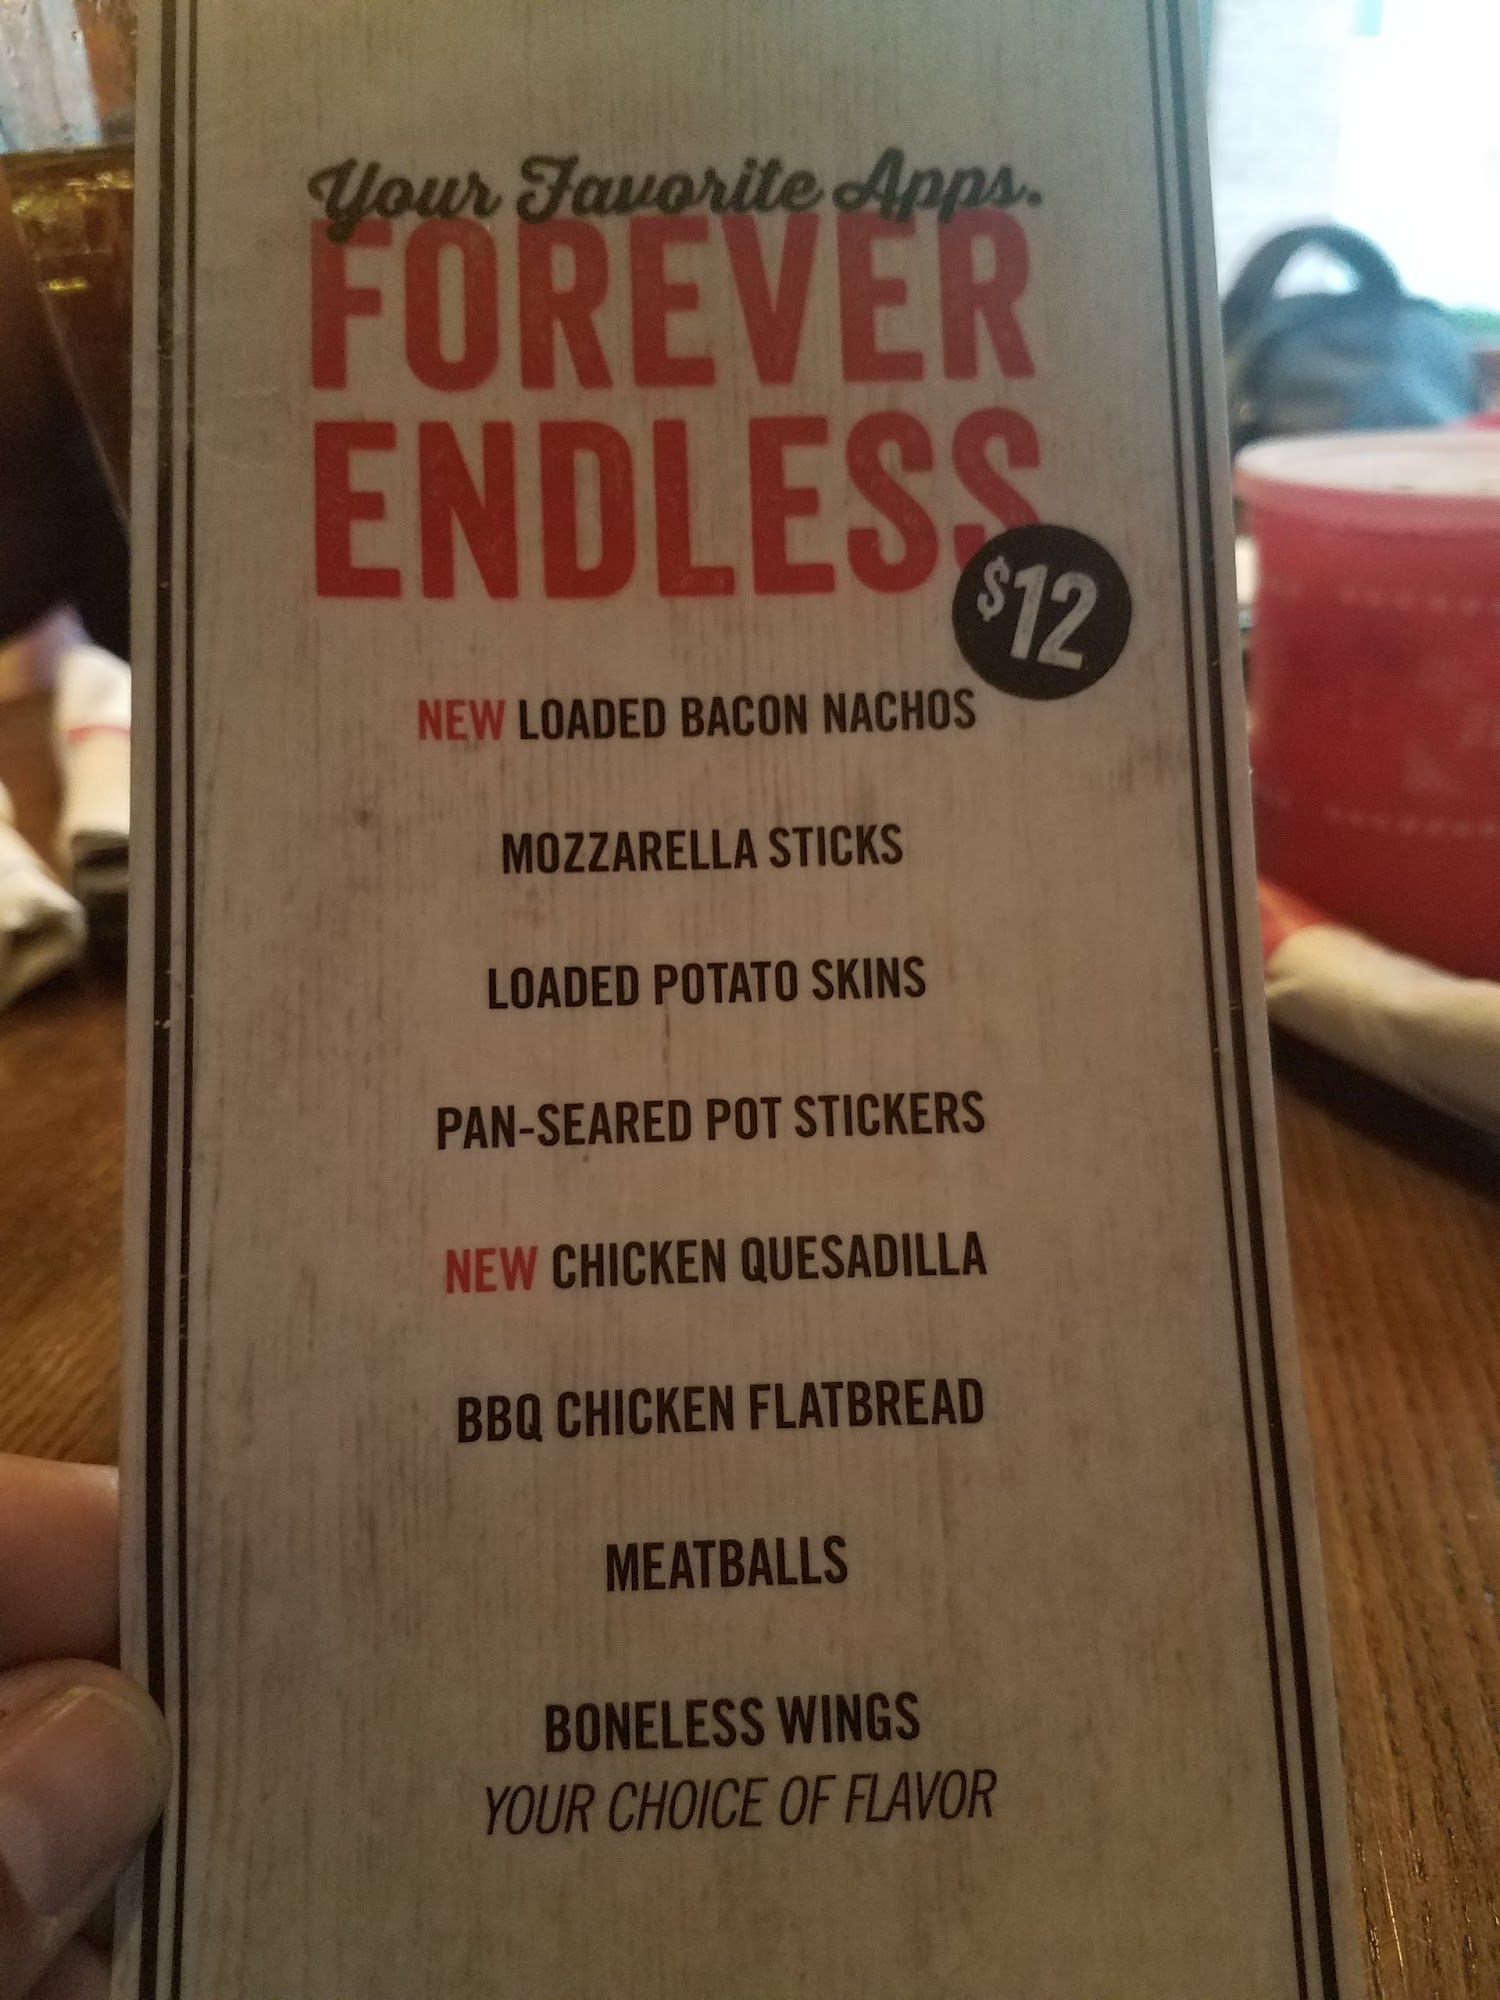 Your Favorite Apps.
FOREVER
ENDLESS
$12
NEW LOADED BACON NACHOS
MOZZARELLA STICKS
LOADED POTATO SKINS
PAN-SEARED POT STICKERS
NEW CHICKEN QUESADILLA
BBQ CHICKEN FLATBREAD
MEATBALLS
BONELESS WINGS
YOUR CHOICE OF FLAVOR